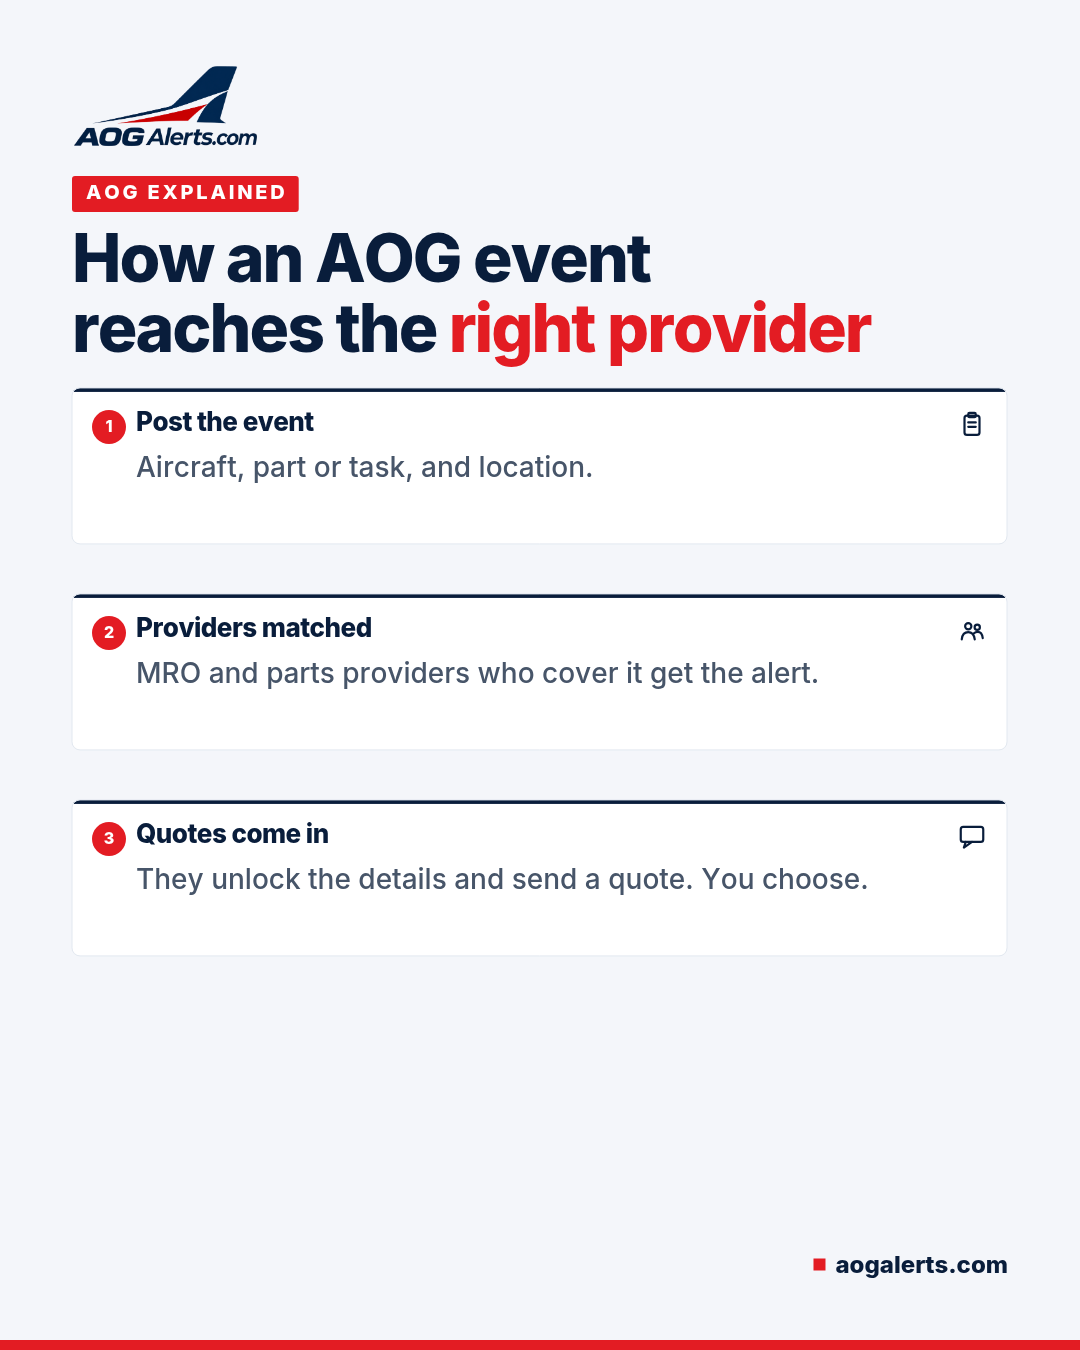 AOG Alerts.com
AOG EXPLAINED
How an AOG event
reaches the right provider
1 Post the event
Aircraft, part or task, and location.
2 Providers matched
MRO and parts providers who cover it get the alert.
3 Quotes come in
They unlock the details and send a quote. You choose.
aogalerts.com